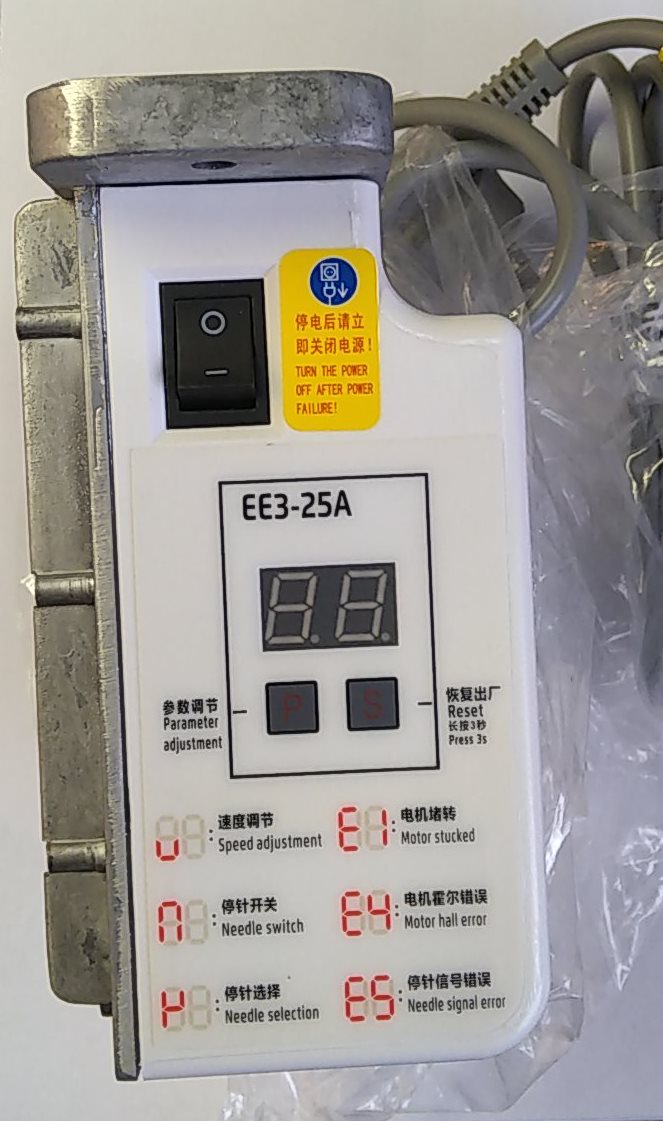 停电后请立
即关闭电源！
TURN THE POWER
OFF AFTER POWER
FAILURE!
EE3-25A
参数调节
Parameter
adjustment
P
S
恢复出厂
Reset
长按3秒
Press 3s
速度调节
: Speed adjustment
E1
电机堵转
: Motor stucked
停针开关
: Needle switch
E4
电机霍尔错误
: Motor hall error
停针选择
: Needle selection
E5
停针信号错误
: Needle signal error